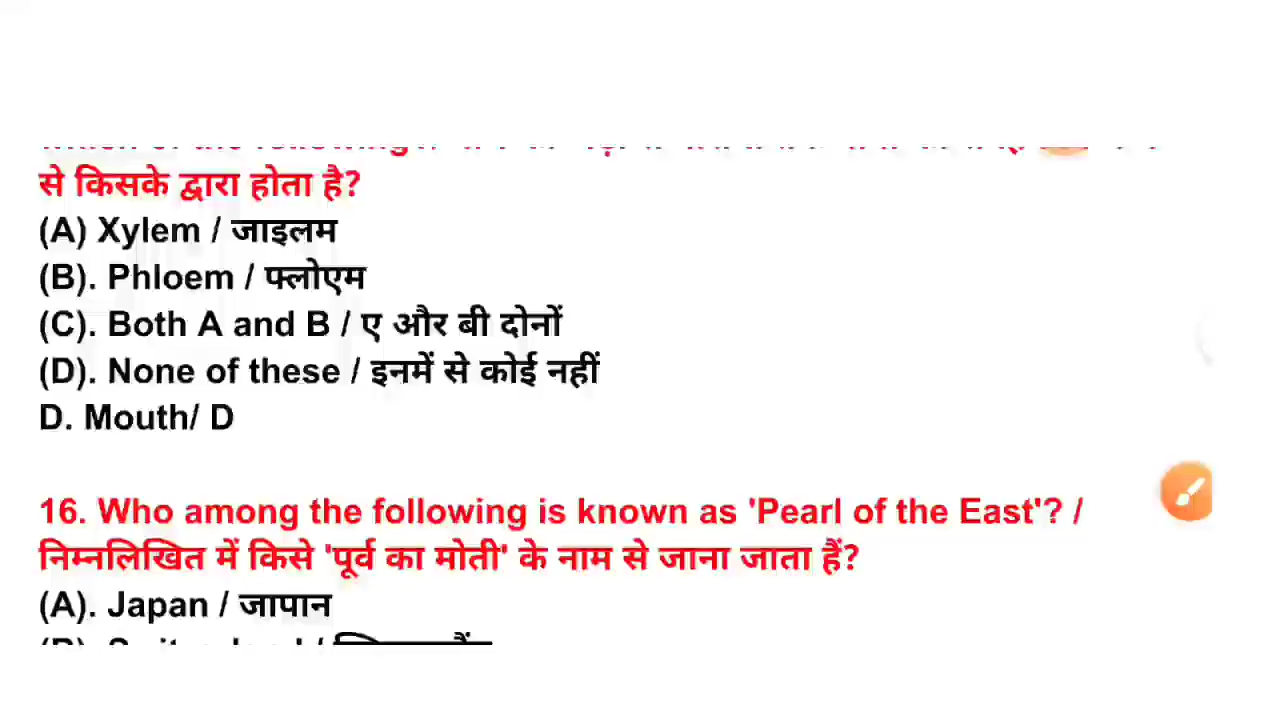 से किसके द्वारा होता है?
(A) Xylem / जाइलम
(B). Phloem / फ्लोएम
(C). Both A and B / ए और बी दोनों
(D). None of these / इनमें से कोई नहीं
D. Mouth/ D
16. Who among the following is known as 'Pearl of the East'? /
निम्नलिखित में किसे 'पूर्व का मोती' के नाम से जाना जाता हैं?
(A). Japan / जापान